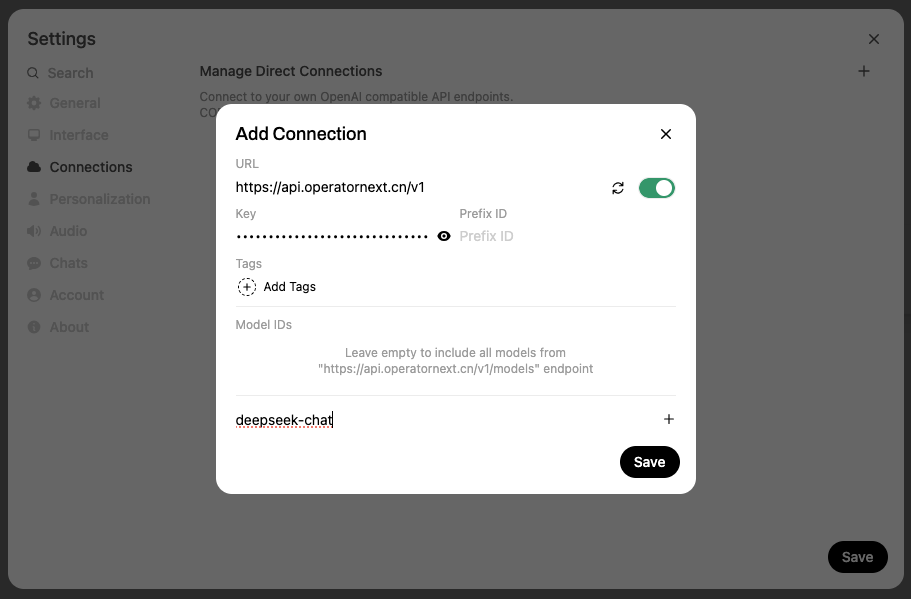 Settings
Search
General
Interface
Connections
Personalization
Audio
Chats
Account
About
Manage Direct Connections
Connect to your own OpenAI compatible API endpoints.
Add Connection
URL
https://api.operatornext.cn/v1
Key
Prefix ID
••••••••••••••••••••••••••••
Prefix ID
Tags
Add Tags
Model IDs
Leave empty to include all models from
"https://api.operatornext.cn/v1/models" endpoint
deepseek-chat
Save
Save